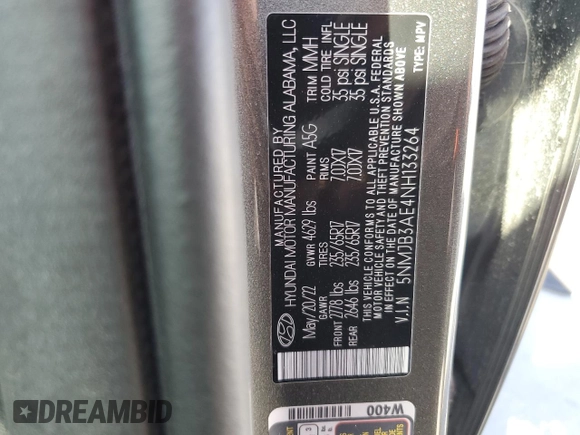 MANUFACTURED BY
HYUNDAI MOTOR MANUFACTURING ALABAMA, LLC
May/20/22 GVWR 4629 lbs PAINT A5G TRIM MMH
GAWR TIRES RIMS COLD TIRE INFL
FRONT 2778 lbs 235/65R17 7.0JX17 35 psi SINGLE
REAR 2646 lbs 235/65R17 7.0JX17 35 psi SINGLE
THIS VEHICLE CONFORMS TO ALL APPLICABLE U.S.A. FEDERAL
MOTOR VEHICLE SAFETY AND THEFT PREVENTION STANDARDS
IN EFFECT ON THE DATE OF MANUFACTURE SHOWN ABOVE
V.I.N 5NMJB3AE4NH133264 TYPE: MPV
W400
DREAMBID